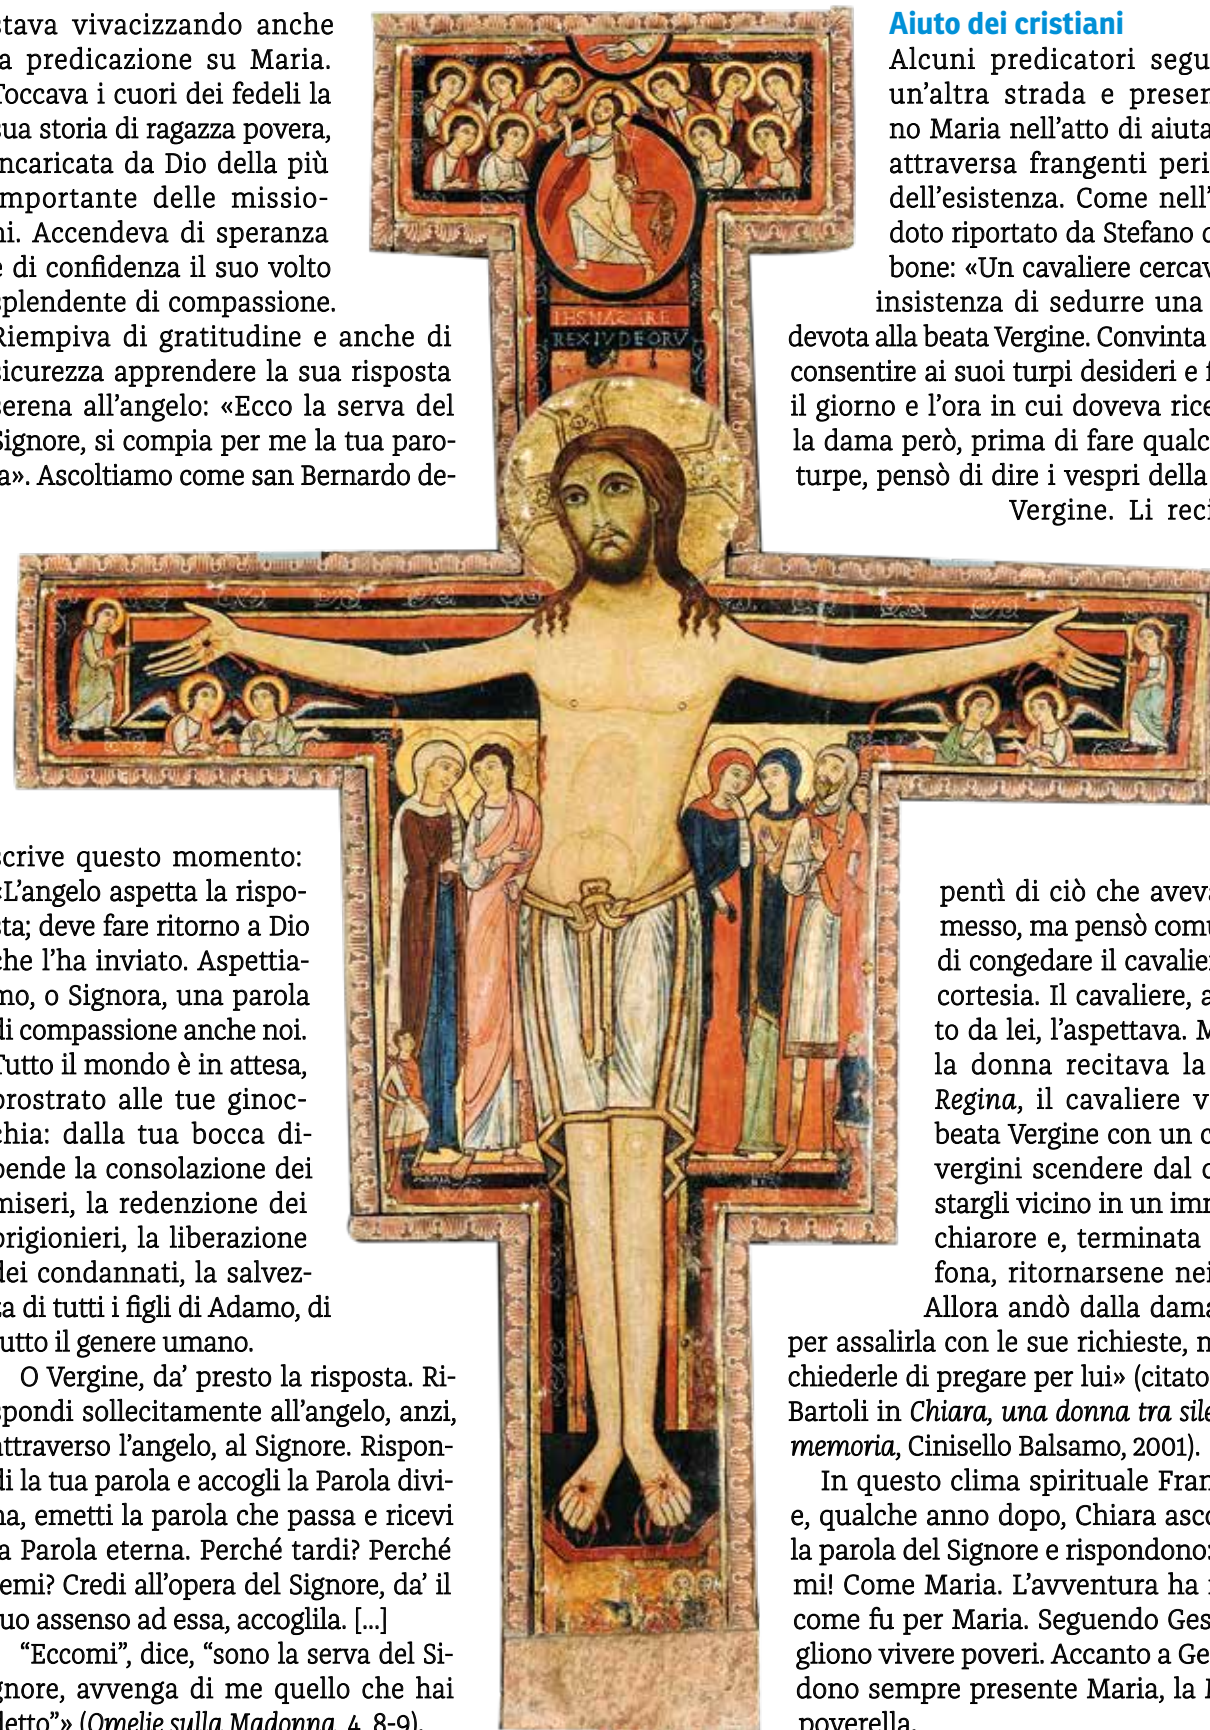 stava vivacizzando anche
la predicazione su Maria.
Toccava i cuori dei fedeli la
sua storia di ragazza povera,
incaricata da Dio della più
importante delle missio-
ni. Accendeva di speranza
e di confidenza il suo volto
splendente di compassione.
Riempiva di gratitudine e anche di
sicurezza apprendere la sua risposta
serena all'angelo: «Ecco la serva del
Signore, si compia per me la tua paro-
la». Ascoltiamo come san Bernardo de-
scrive questo momento:
«L'angelo aspetta la rispo-
sta; deve fare ritorno a Dio
che l'ha inviato. Aspettia-
mo, o Signora, una parola
di compassione anche noi.
Tutto il mondo è in attesa,
prostrato alle tue ginoc-
chia: dalla tua bocca di-
pende la consolazione dei
miseri, la redenzione dei
prigionieri, la liberazione
dei condannati, la salvez-
za di tutti i figli di Adamo, di
tutto il genere umano.
O Vergine, da' presto la risposta. Ri-
spondi sollecitamente all'angelo, anzi,
attraverso l'angelo, al Signore. Rispon-
di la tua parola e accogli la Parola divi-
na, emetti la parola che passa e ricevi
la Parola eterna. Perché tardi? Perché
temi? Credi all'opera del Signore, da' il
tuo assenso ad essa, accoglila. [...]
"Eccomi", dice, "sono la serva del Si-
gnore, avvenga di me quello che hai
detto"» (Omelie sulla Madonna, 4, 8-9).
IHSNAZARE
REXIVDEORV
Aiuto dei cristiani
Alcuni predicatori segu
un'altra strada e presen
no Maria nell'atto di aiuta
attraversa frangenti peri
dell'esistenza. Come nell'
doto riportato da Stefano
bone: «Un cavaliere cercav
insistenza di sedurre una
devota alla beata Vergine. Convinta
consentire ai suoi turpi desideri e f
il giorno e l'ora in cui doveva rice
la dama però, prima di fare qualc
turpe, pensò di dire i vespri della
Vergine. Li reci
pentì di ciò che aveva
messo, ma pensò comu
di congedare il cavalier
cortesia. Il cavaliere, a
to da lei, l'aspettava. M
la donna recitava la
Regina, il cavaliere v
beata Vergine con un c
vergini scendere dal c
stargli vicino in un imm
chiarore e, terminata
fona, ritornarsene nei
Allora andò dalla dama
per assalirla con le sue richieste, m
chiederle di pregare per lui» (citato
Bartoli in Chiara, una donna tra sile
memoria, Cinisello Balsamo, 2001).
In questo clima spirituale Fran
e, qualche anno dopo, Chiara asco
la parola del Signore e rispondono:
mi! Come Maria. L'avventura ha i
come fu per Maria. Seguendo Ges
gliono vivere poveri. Accanto a Ge
dono sempre presente Maria, la
poverella.